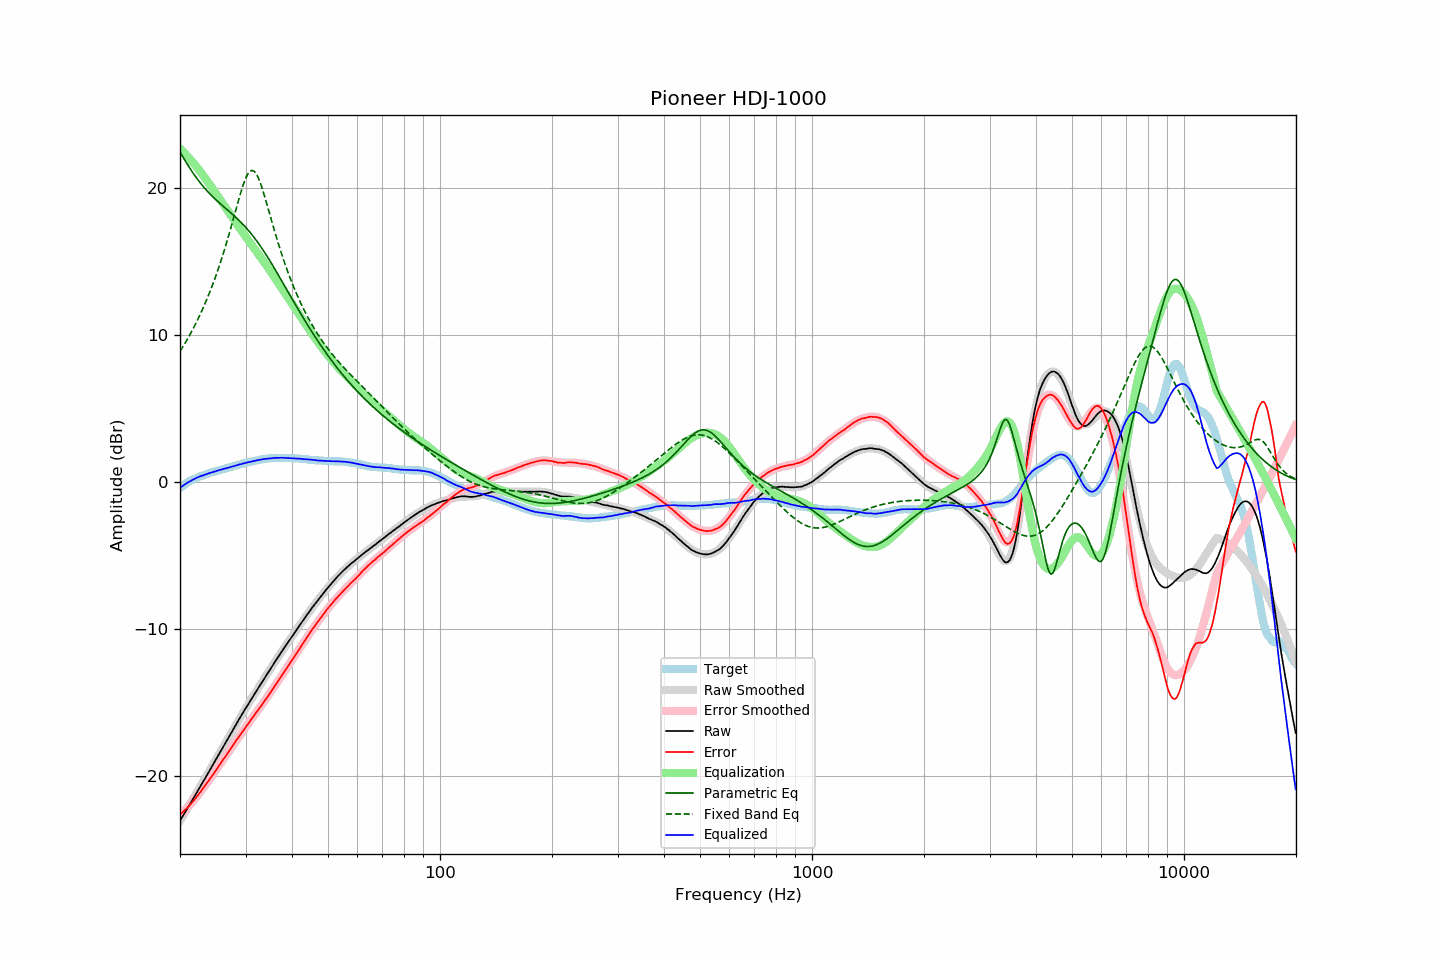 Pioneer HDJ-1000
Amplitude (dBr)
20
10
0
−10
−20
100
1000
10000
Frequency (Hz)
Target
Raw Smoothed
Error Smoothed
Raw
Error
Equalization
Parametric Eq
Fixed Band Eq
Equalized